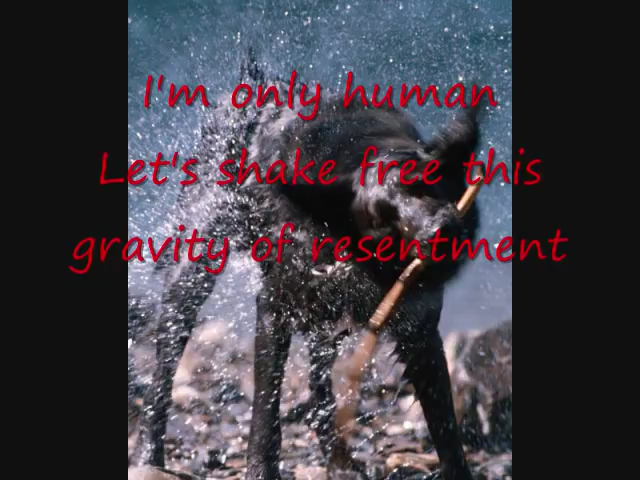 I'm only human
Let's shake free this
gravity of resentment